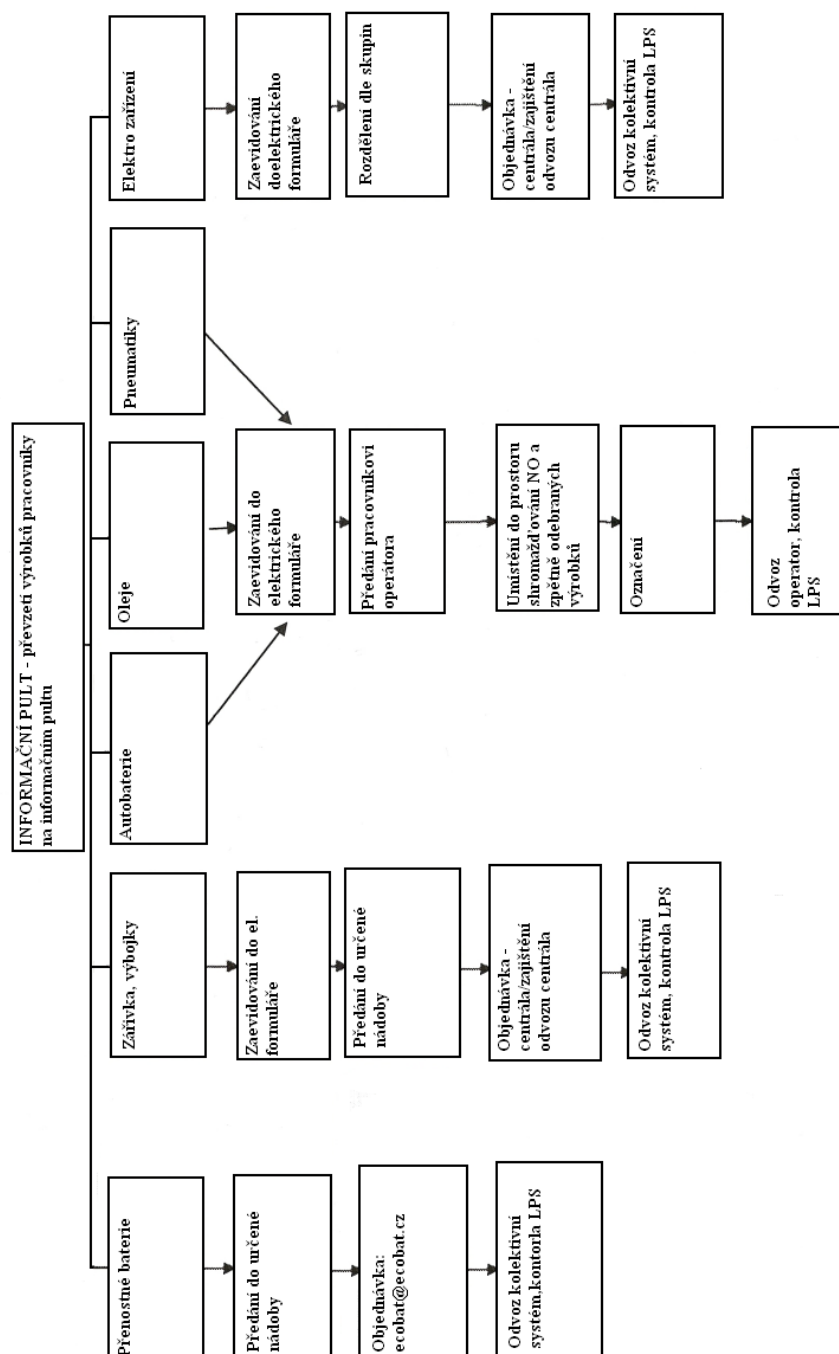 INFORMAČNÍ PULT - převzetí výrobků pracovníky
na informačním pultu
Přenostné baterie
Předání do určené
nádoby
Objednávka:
ecobat@ecobat.cz
Odvoz kolektivní
systém,kontorla LPS
Zářívka, výbojky
Zaevidování do el.
formuláře
Předání do určené
nádoby
Objednávka -
centrála/zajištění
odvozu centrála
Odvoz kolektivní
systém, kontrola LPS
Autobaterie
Oleje
Pneumatiky
Zaevidování do
elektrického
formuláře
Předání pracovníkovi
operátora
Umístění do prostoru
shromažďování NO a
zpětně odebraných
výrobků
Označení
Odvoz
operator, kontrola
LPS
Elektro zařízení
Zaevidování
doelektrického
formuláře
Rozdělení dle skupin
Objednávka -
centrála/zajištění
odvozu centrála
Odvoz kolektivní
systém, kontrola LPS